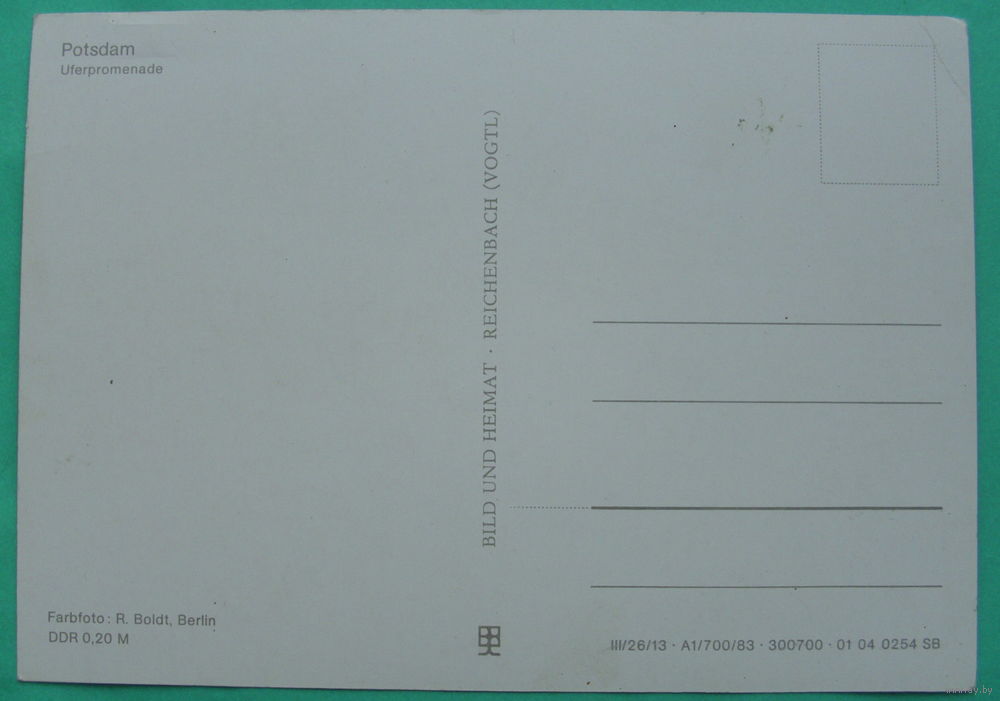 Potsdam
Uferpromenade
BILD UND HEIMAT · REICHENBACH (VOGTL)
Farbfoto: R. Boldt, Berlin
DDR 0,20 M
III/26/13 · A1/700/83 · 300700 · 01 04 0254 SB